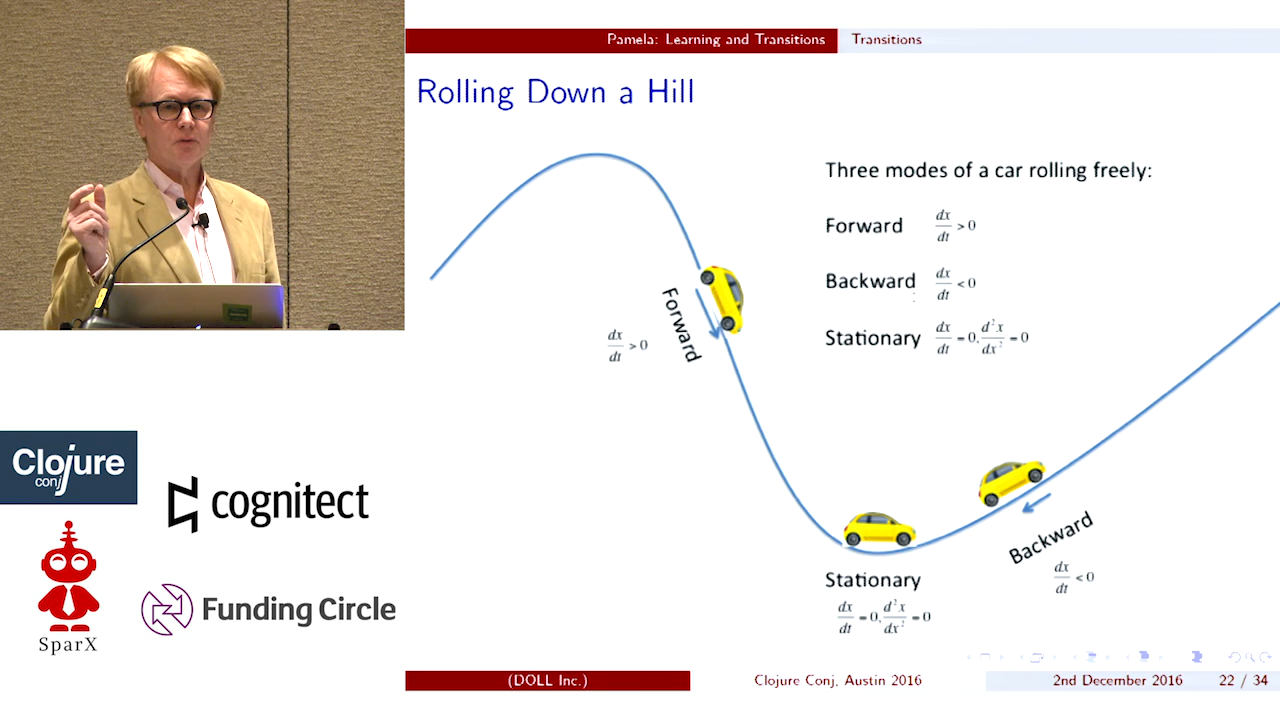 Pamela: Learning and Transitions
Transitions
Rolling Down a Hill
Three modes of a car rolling freely:
Forward dx/dt > 0
Backward dx/dt < 0
:
Stationary dx/dt = 0, d²x/dx² = 0
Forward
dx/dt > 0
Backward
dx/dt < 0
Stationary
dx/dt = 0, d²x/dx² = 0
Clojure
conj
cognitect
SparX
Funding Circle
(DOLL Inc.)
Clojure Conj, Austin 2016
2nd December 2016
22 / 34